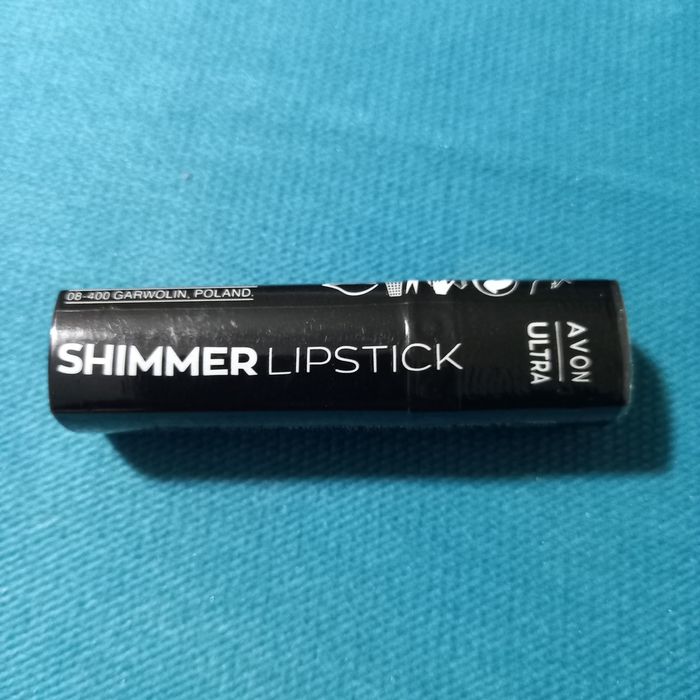 08-400 GARWOLIN, POLAND.
SHIMMER LIPSTICK
AVON
ULTRA